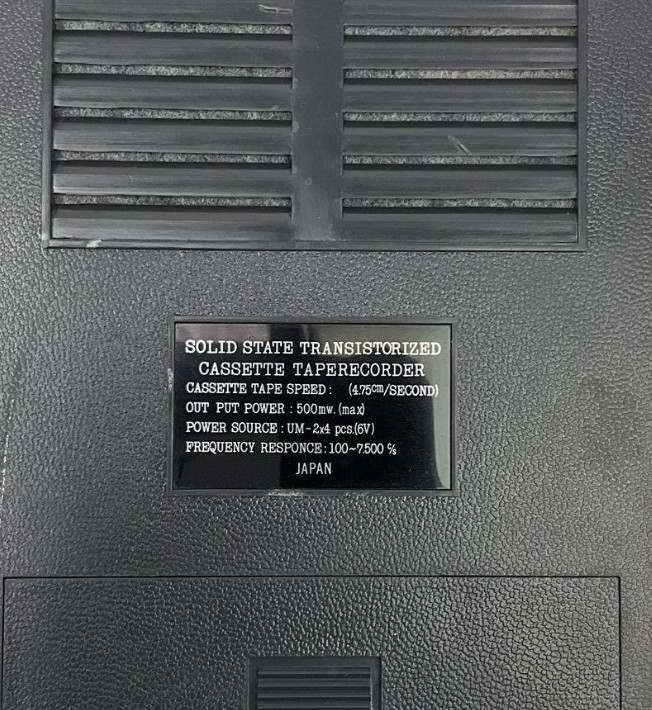 SOLID STATE TRANSISTORIZED
CASSETTE TAPERECORDER
CASSETTE TAPE SPEED: (4.75cm/SECOND)
OUT PUT POWER : 500mw. (max)
POWER SOURCE : UM-2x4 pcs.(6V)
FREQUENCY RESPONCE : 100~7.500 c/s
JAPAN